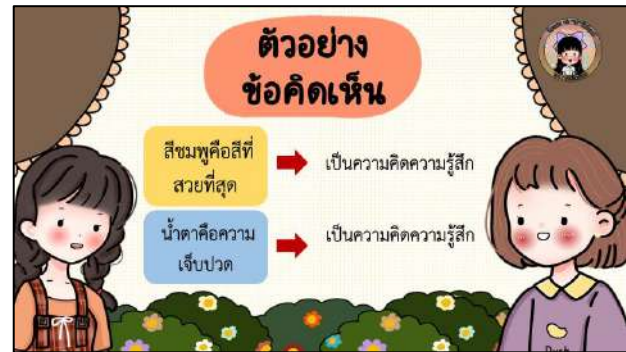 ตัวอย่าง
ข้อคิดเห็น
สีชมพูคือสีที่
สวยที่สุด
เป็นความคิดความรู้สึก
น้ำตาคือความ
เจ็บปวด
เป็นความคิดความรู้สึก